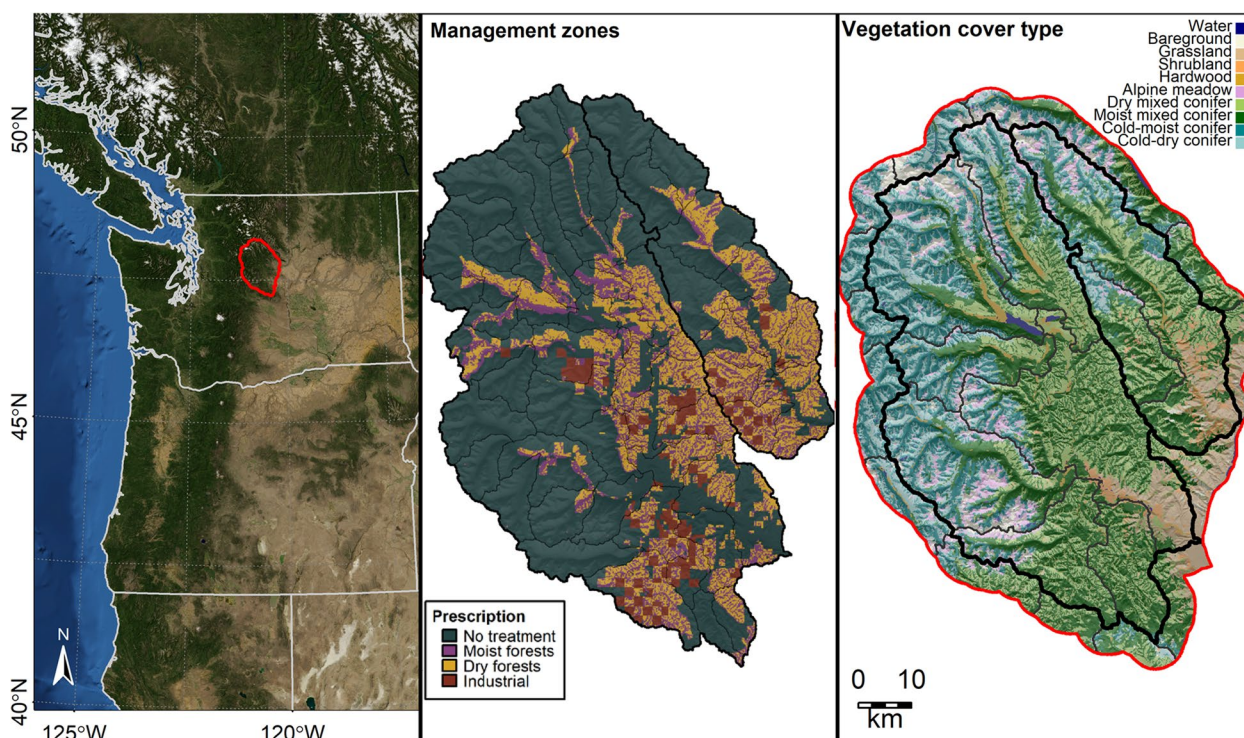 50°N
45°N
40°N
N
125°W
120°W
Management zones
Prescription
No treatment
Moist forests
Dry forests
Industrial
Vegetation cover type
Water
Bareground
Grassland
Shrubland
Hardwood
Alpine meadow
Dry mixed conifer
Moist mixed conifer
Cold-moist conifer
Cold-dry conifer
0 10
km